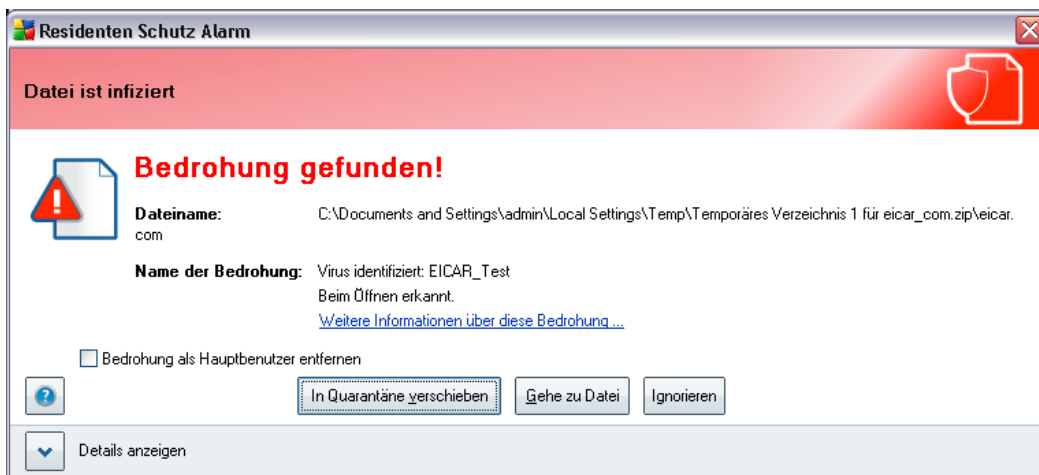 Residenten Schutz Alarm
Datei ist infiziert
Bedrohung gefunden!
Dateiname: C:\Documents and Settings\admin\Local Settings\Temp\Temporäres Verzeichnis 1 für eicar_com.zip\eicar.
com
Name der Bedrohung: Virus identifiziert: EICAR_Test
Beim Öffnen erkannt.
Weitere Informationen über diese Bedrohung ...
Bedrohung als Hauptbenutzer entfernen
In Quarantäne verschieben Gehe zu Datei Ignorieren
Details anzeigen